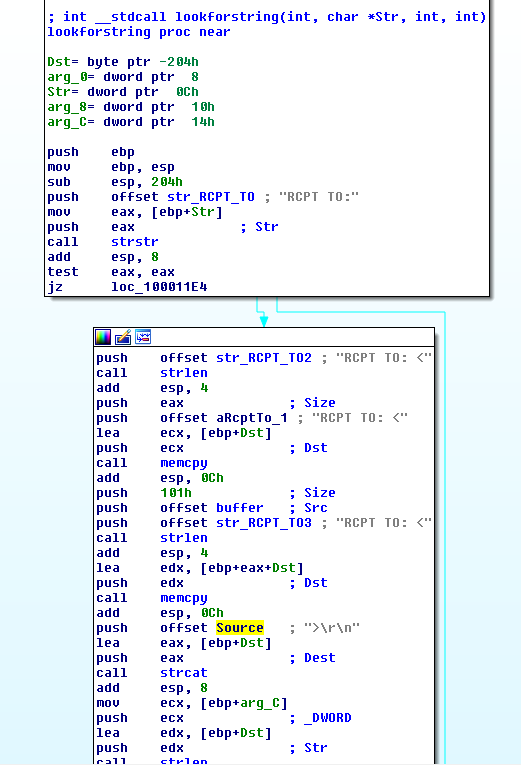 ; int __stdcall lookforstring(int, char *Str, int, int)
lookforstring proc near
Dst= byte ptr -204h
arg_0= dword ptr  8
Str= dword ptr  0Ch
arg_8= dword ptr  10h
arg_C= dword ptr  14h
push    ebp
mov     ebp, esp
sub     esp, 204h
push    offset str_RCPT_TO ; "RCPT TO:"
mov     eax, [ebp+Str]
push    eax             ; Str
call    strstr
add     esp, 8
test    eax, eax
jz      loc_100011E4
push    offset str_RCPT_TO2 ; "RCPT TO: <"
call    strlen
add     esp, 4
push    eax             ; Size
push    offset aRcptTo_1 ; "RCPT TO: <"
lea     ecx, [ebp+Dst]
push    ecx             ; Dst
call    memcpy
add     esp, 0Ch
push    101h            ; Size
push    offset buffer   ; Src
push    offset str_RCPT_TO3 ; "RCPT TO: <"
call    strlen
add     esp, 4
lea     edx, [ebp+eax+Dst]
push    edx             ; Dst
call    memcpy
add     esp, 0Ch
push    offset Source   ; ">\r\n"
lea     eax, [ebp+Dst]
push    eax             ; Dest
call    strcat
add     esp, 8
mov     ecx, [ebp+arg_C]
push    ecx             ; _DWORD
lea     edx, [ebp+Dst]
push    edx             ; Str
call    strlen